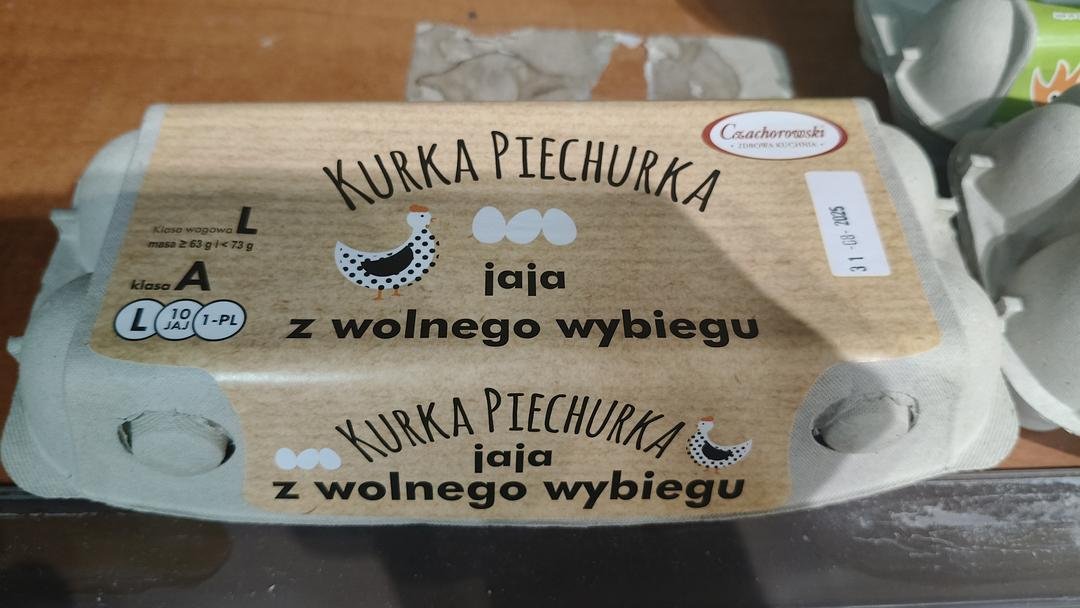 KURKA PIECHURKA
Czachorowski
• ZDROWA KUCHNIA •
Klasa wagowa L
masa ≥ 63 g i < 73 g
31-08-2025
klasa A
jaja
L 10 JAJ 1-PL
z wolnego wybiegu
KURKA PIECHURKA
jaja
z wolnego wybiegu